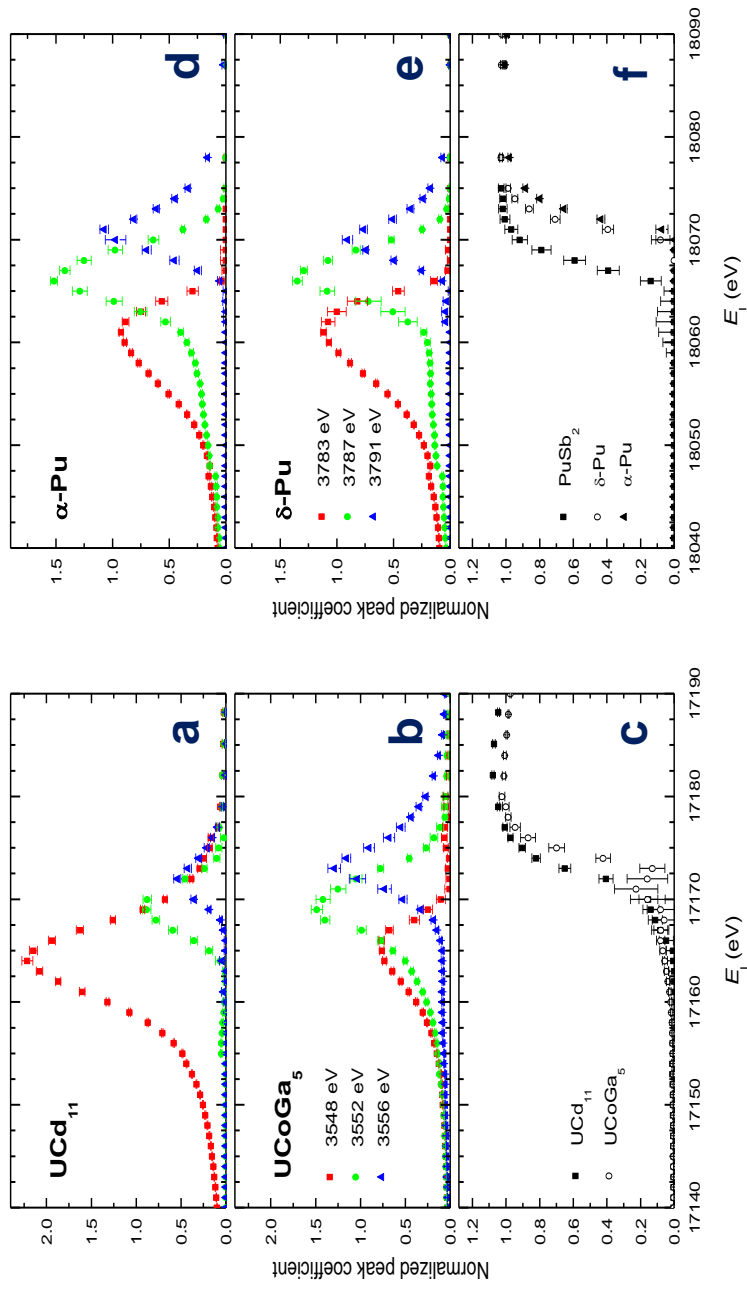 UCd11
a
0.0
0.5
1.0
1.5
2.0
UCoGa5
b
3548 eV
3552 eV
3556 eV
0.0
0.5
1.0
1.5
2.0
Normalized peak coefficient
c
UCd11
UCoGa5
0.0
0.2
0.4
0.6
0.8
1.0
1.2
17140
17150
17160
17170
17180
17190
EI (eV)
α-Pu
d
0.0
0.5
1.0
1.5
δ-Pu
e
3783 eV
3787 eV
3791 eV
0.0
0.5
1.0
1.5
Normalized peak coefficient
f
PuSb2
δ-Pu
α-Pu
0.0
0.2
0.4
0.6
0.8
1.0
1.2
18040
18050
18060
18070
18080
18090
EI (eV)